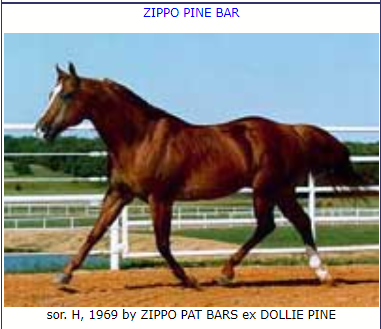 ZIPPO PINE BAR
sor. H, 1969 by ZIPPO PAT BARS ex DOLLIE PINE